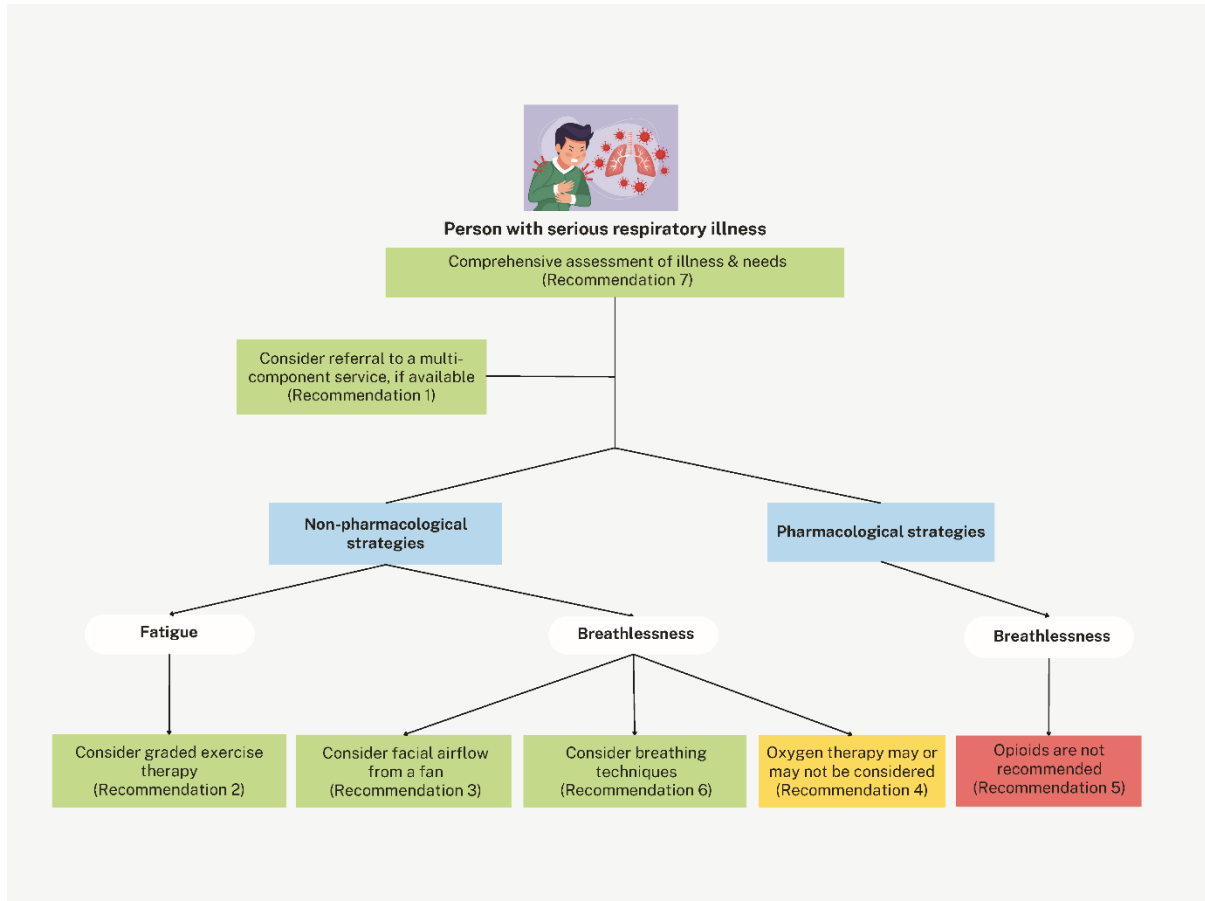 Person with serious respiratory illness
Comprehensive assessment of illness & needs
(Recommendation 7)
Consider referral to a multi-
component service, if available
(Recommendation 1)
Non-pharmacological
strategies
Pharmacological strategies
Fatigue
Breathlessness
Breathlessness
Consider graded exercise
therapy
(Recommendation 2)
Consider facial airflow
from a fan
(Recommendation 3)
Consider breathing
techniques
(Recommendation 6)
Oxygen therapy may or
may not be considered
(Recommendation 4)
Opioids are not
recommended
(Recommendation 5)